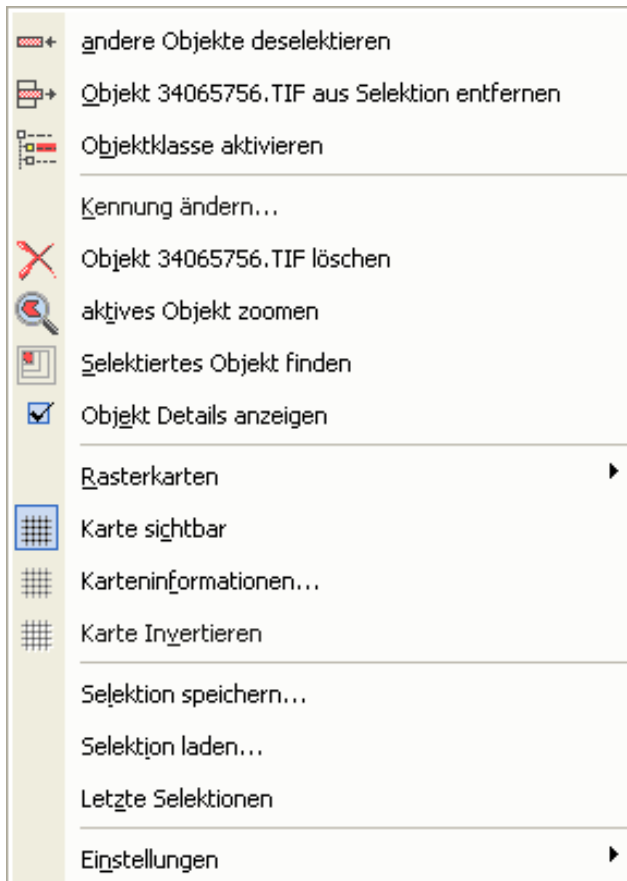 andere Objekte deselektieren
Objekt 34065756.TIF aus Selektion entfernen
Objektklasse aktivieren
Kennung ändern...
Objekt 34065756.TIF löschen
aktives Objekt zoomen
Selektiertes Objekt finden
Objekt Details anzeigen
Rasterkarten
Karte sichtbar
Karteninformationen...
Karte Invertieren
Selektion speichern...
Selektion laden...
Letzte Selektionen
Einstellungen